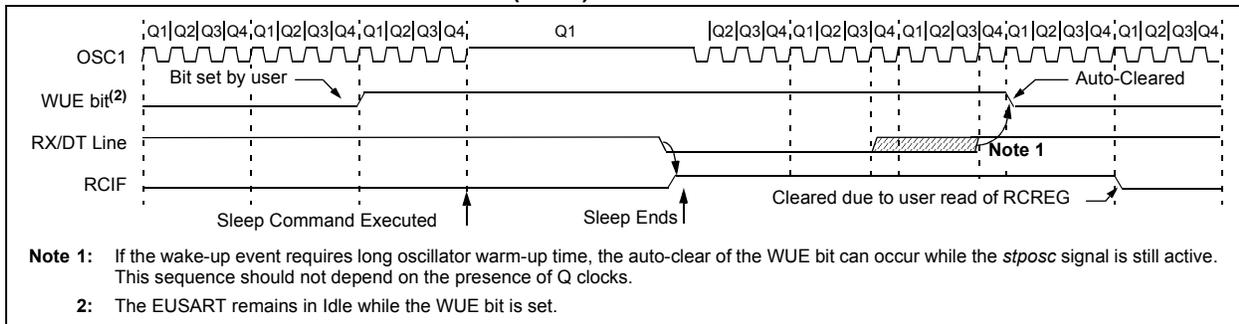 Q1|Q2|Q3|Q4|Q1|Q2|Q3|Q4|Q1|Q2|Q3|Q4 Q1 |Q2|Q3|Q4|Q1|Q2|Q3|Q4|Q1|Q2|Q3|Q4|Q1|Q2|Q3|Q4|Q1|Q2|Q3|Q4
OSC1
Bit set by user Auto-Cleared
WUE bit(2)
RX/DT Line
Note 1
RCIF
Cleared due to user read of RCREG
Sleep Command Executed Sleep Ends
Note 1: If the wake-up event requires long oscillator warm-up time, the auto-clear of the WUE bit can occur while the stposc signal is still active.
This sequence should not depend on the presence of Q clocks.
2: The EUSART remains in Idle while the WUE bit is set.